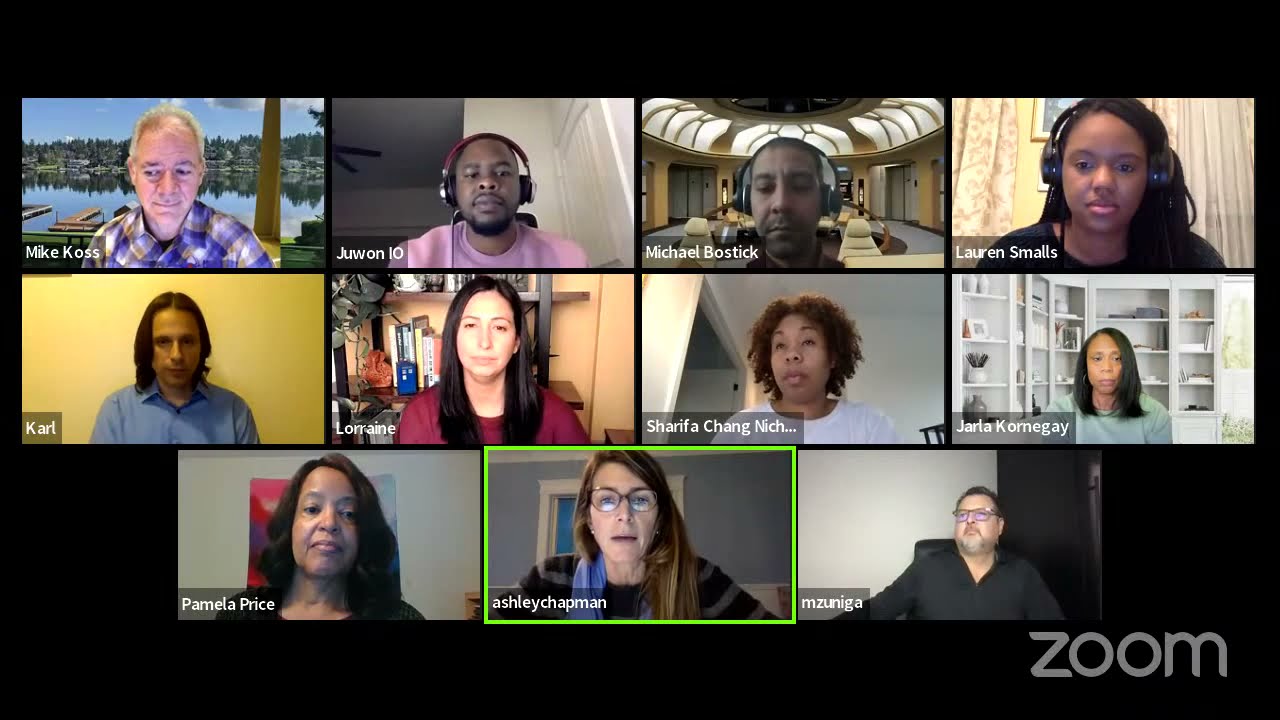 Mike Koss
Juwon IO
Michael Bostick
Lauren Smalls
Karl
Lorraine
Sharifa Chang Nich...
Jarla Kornegay
Pamela Price
ashleychapman
mzuniga
zoom